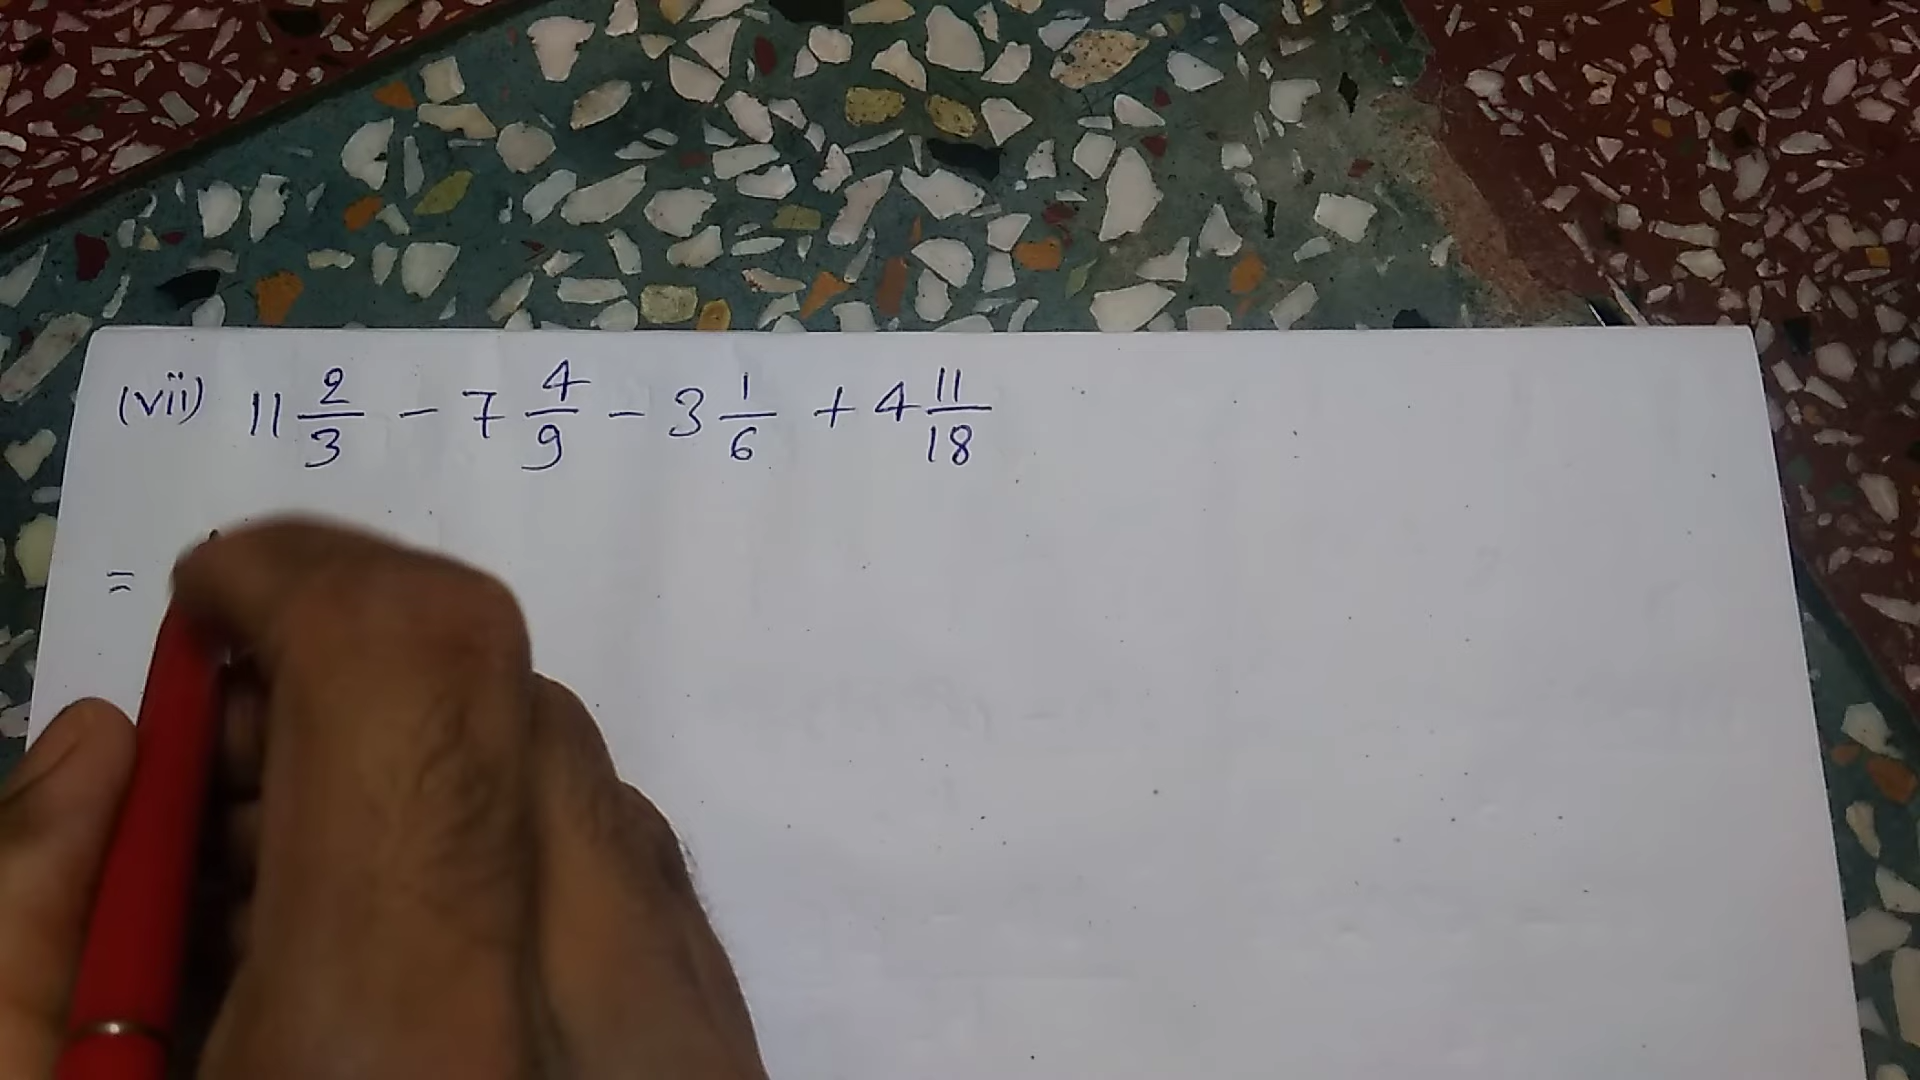 (vii) 11 2/3 - 7 4/9 - 3 1/6 + 4 11/18
=